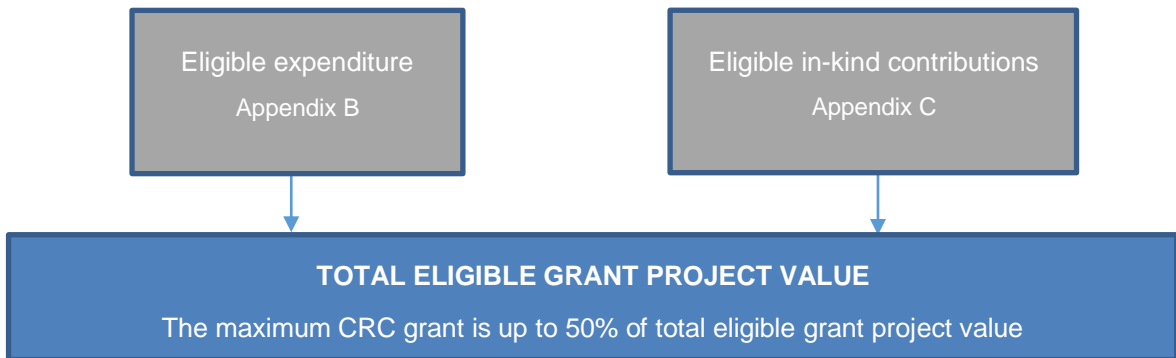 Eligible expenditure
Appendix B
Eligible in-kind contributions
Appendix C
TOTAL ELIGIBLE GRANT PROJECT VALUE
The maximum CRC grant is up to 50% of total eligible grant project value